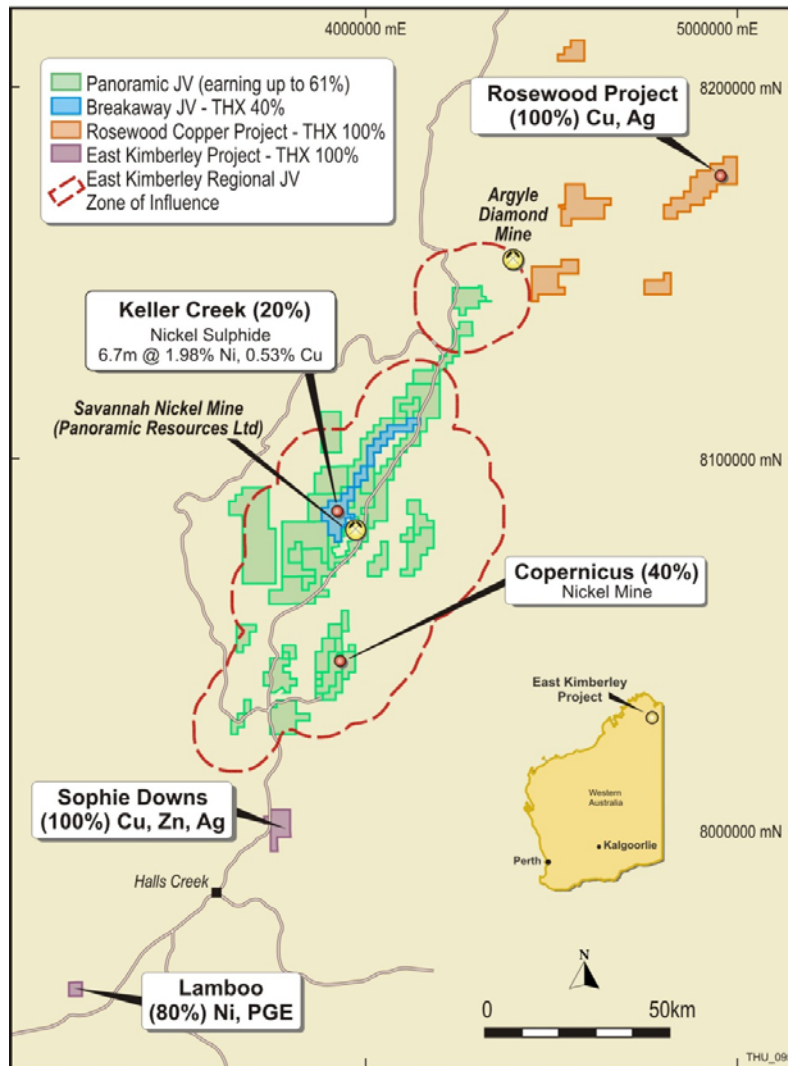 4000000 mE
5000000 mE
8200000 mN
Panoramic JV (earning up to 61%)
Breakaway JV - THX 40%
Rosewood Copper Project - THX 100%
East Kimberley Project - THX 100%
East Kimberley Regional JV
Zone of Influence
Rosewood Project
(100%) Cu, Ag
Argyle
Diamond
Mine
Keller Creek (20%)
Nickel Sulphide
6.7m @ 1.98% Ni, 0.53% Cu
Savannah Nickel Mine
(Panoramic Resources Ltd)
8100000 mN
Copernicus (40%)
Nickel Mine
East Kimberley
Project
Western
Australia
Kalgoorlie
Perth
Sophie Downs
(100%) Cu, Zn, Ag
8000000 mN
Halls Creek
Lamboo
(80%) Ni, PGE
N
0 50km